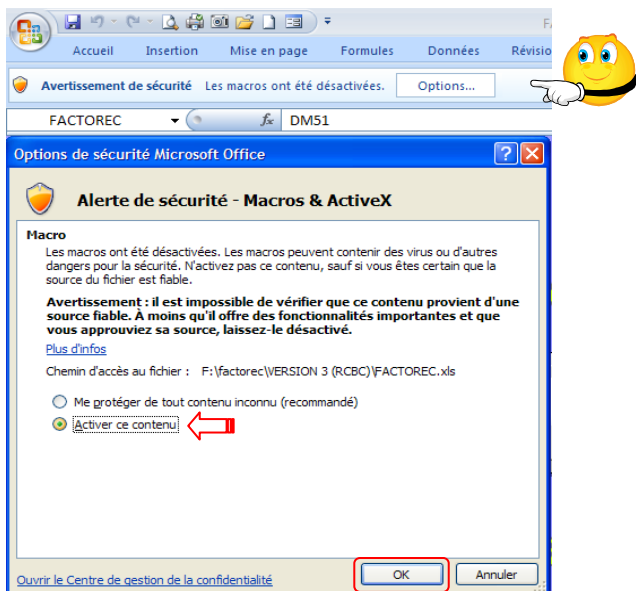 F
Accueil Insertion Mise en page Formules Données Révisio
Avertissement de sécurité Les macros ont été désactivées. Options...
FACTOREC fx DM51
Options de sécurité Microsoft Office
Alerte de sécurité - Macros & ActiveX
Macro
Les macros ont été désactivées. Les macros peuvent contenir des virus ou d'autres
dangers pour la sécurité. N'activez pas ce contenu, sauf si vous êtes certain que la
source du fichier est fiable.
Avertissement : il est impossible de vérifier que ce contenu provient d'une
source fiable. À moins qu'il offre des fonctionnalités importantes et que
vous approuviez sa source, laissez-le désactivé.
Plus d'infos
Chemin d'accès au fichier : F:\factorec\VERSION 3 (RCBC)\FACTOREC.xls
Me protéger de tout contenu inconnu (recommandé)
Activer ce contenu
Ouvrir le Centre de gestion de la confidentialité OK Annuler